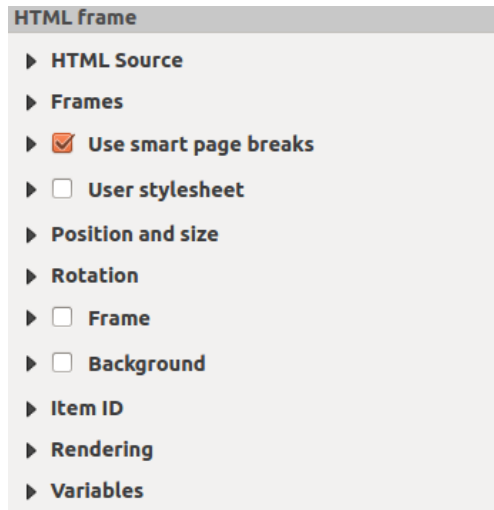 HTML frame
HTML Source
Frames
Use smart page breaks
User stylesheet
Position and size
Rotation
Frame
Background
Item ID
Rendering
Variables